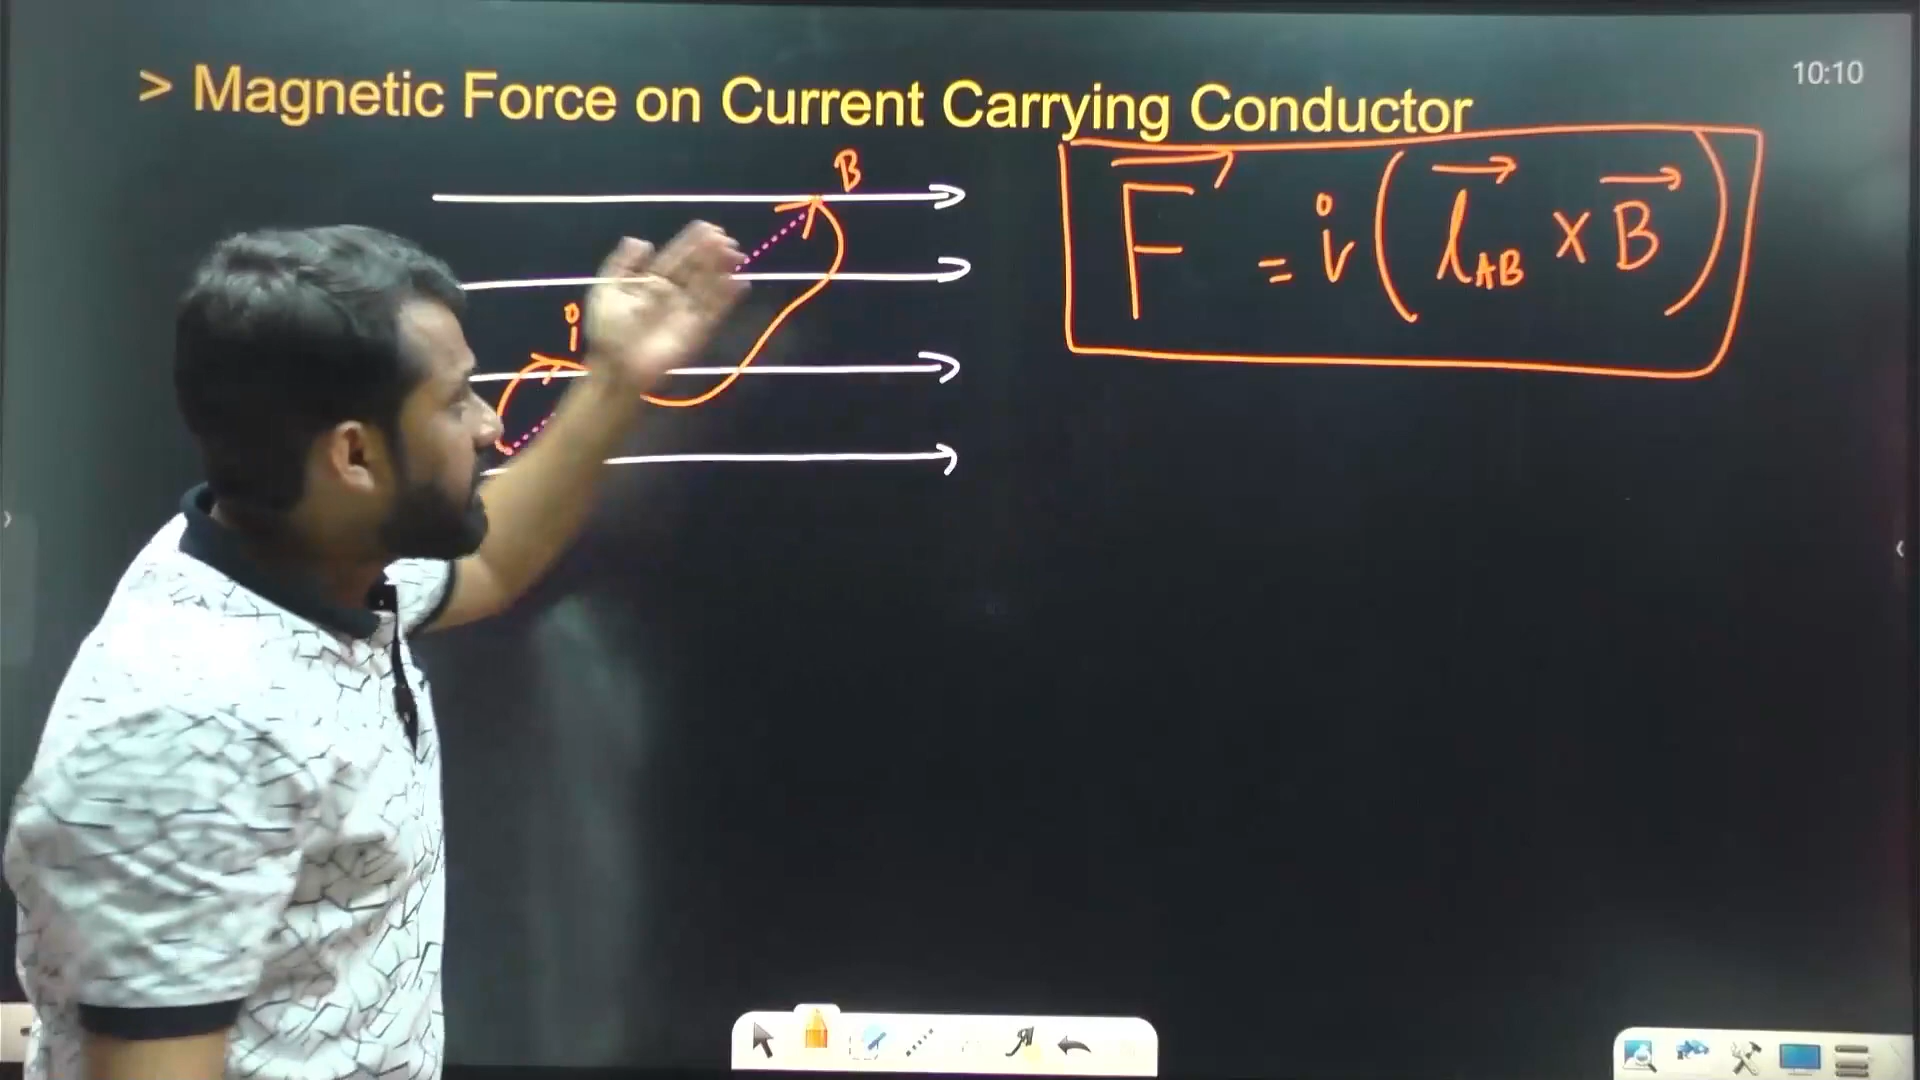 > Magnetic Force on Current Carrying Conductor
10:10
B
i
F = i ( l_AB × B )